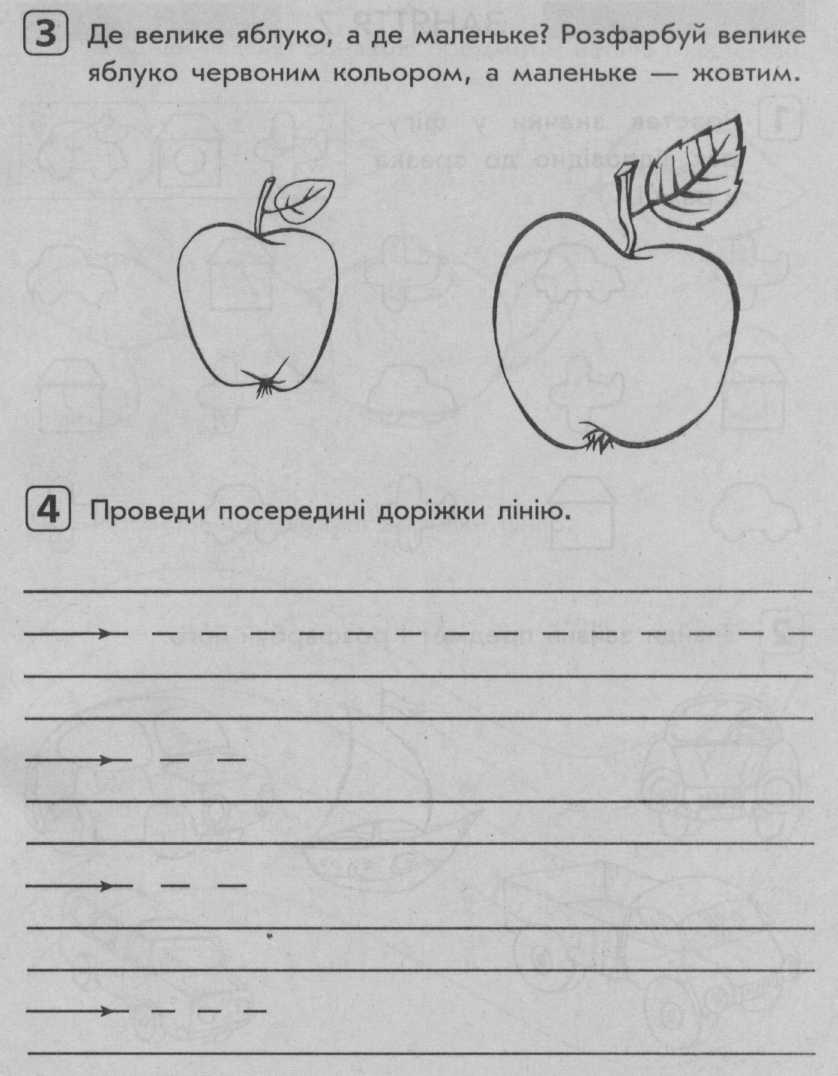 3 Де велике яблуко, а де маленьке? Розфарбуй велике
яблуко червоним кольором, а маленьке — жовтим.
4 Проведи посередині доріжки лінію.